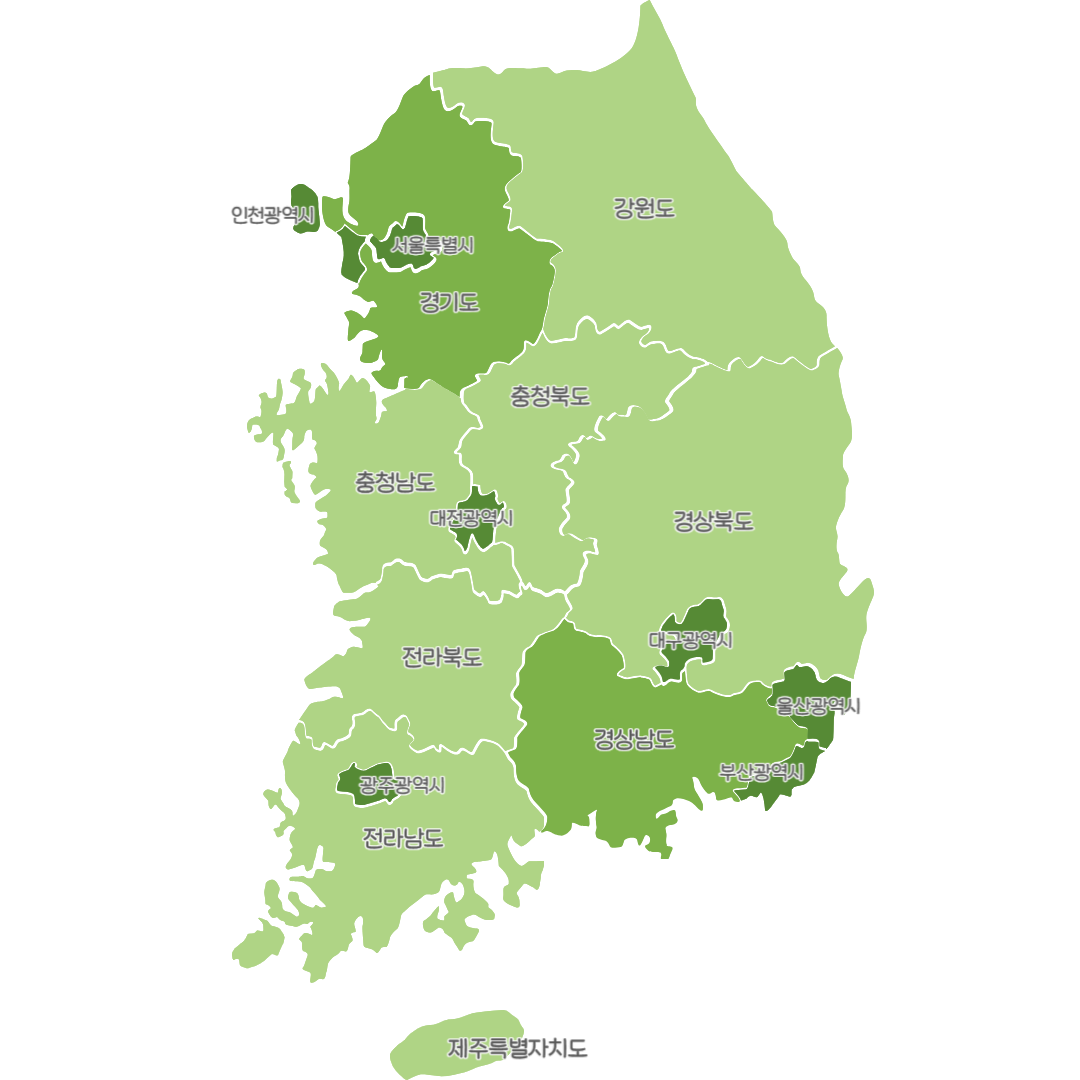 강원도
인천광역시
서울특별시
경기도
충청북도
충청남도
대전광역시
경상북도
대구광역시
전라북도
울산광역시
경상남도
부산광역시
광주광역시
전라남도
제주특별자치도